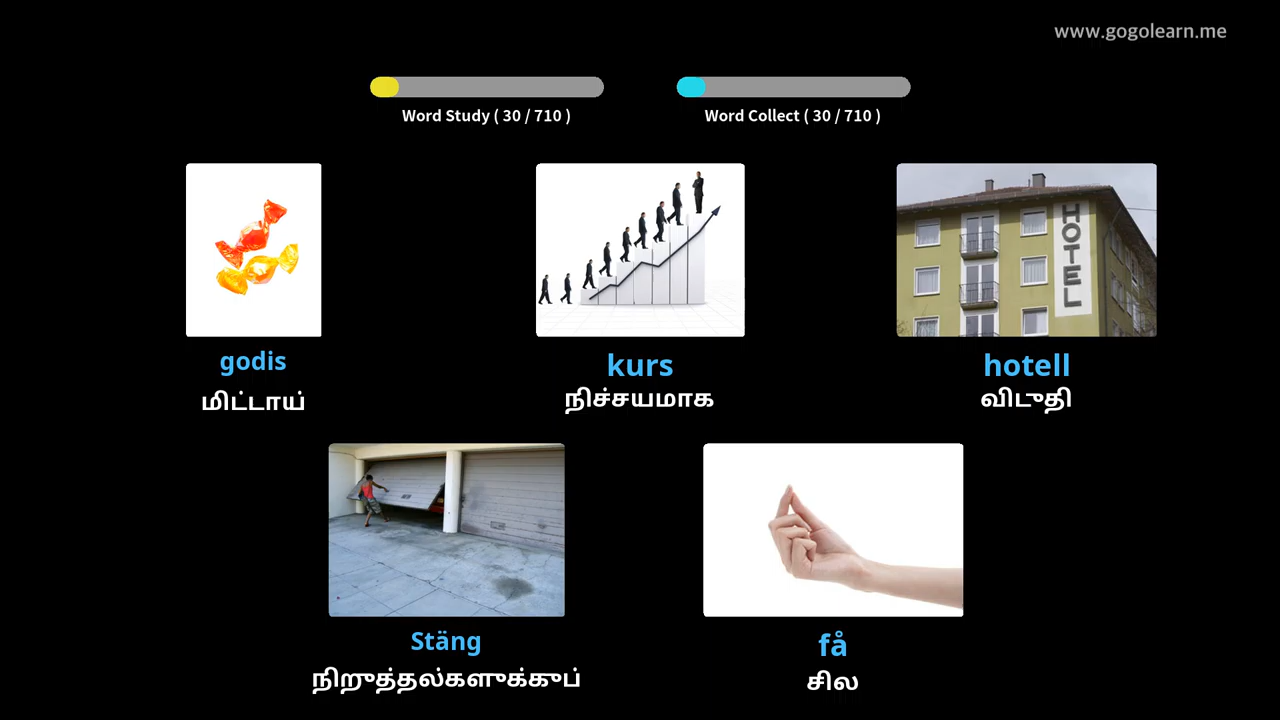 www.gogolearn.me
Word Study ( 30 / 710 )
Word Collect ( 30 / 710 )
HOTEL
godis
kurs
hotell
மிட்டாய்
நிச்சயமாக
விடுதி
Stäng
få
நிறுத்தல்களுக்குப்
சில